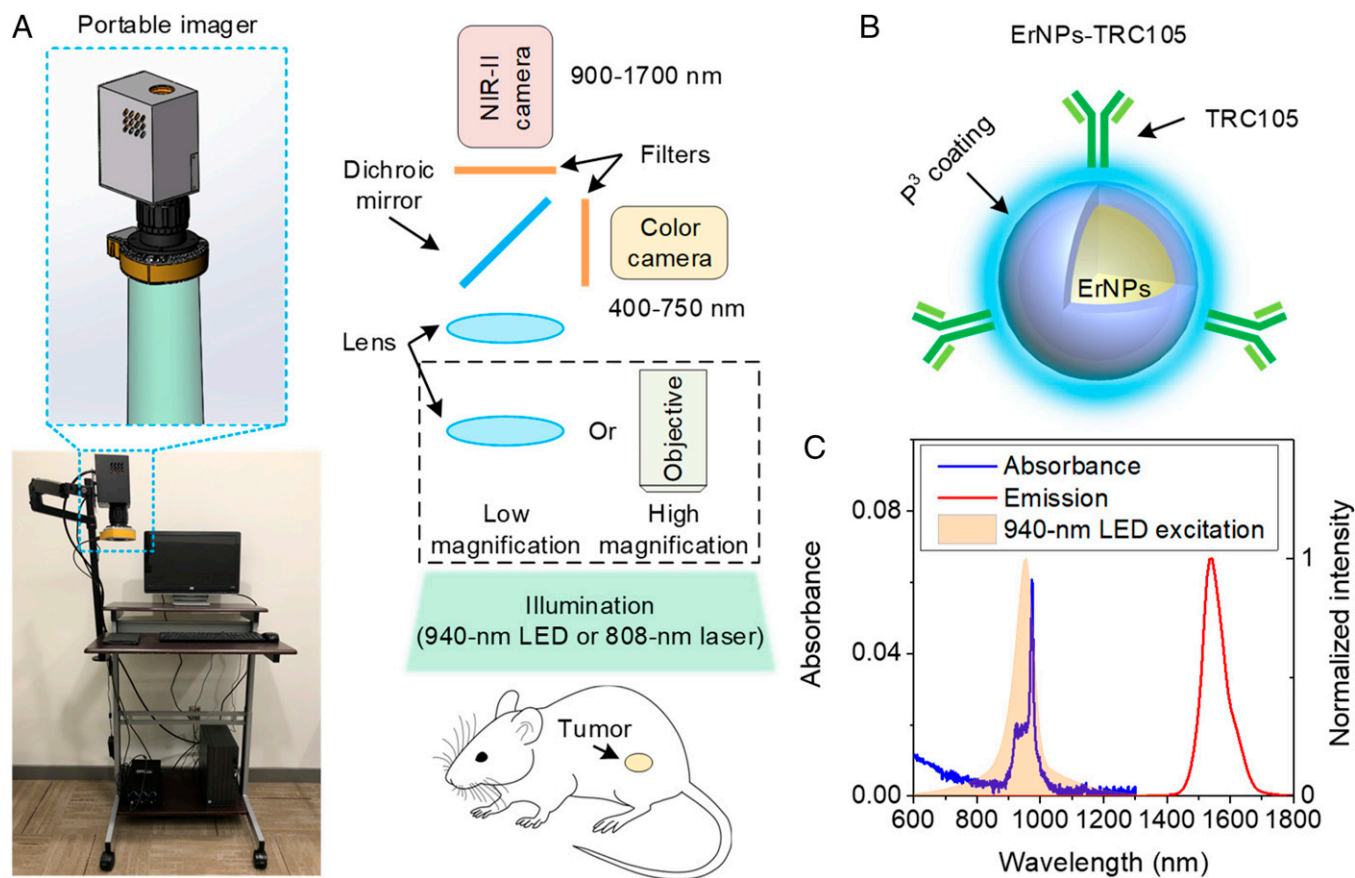 A
Portable imager
NIR-II
camera
900-1700 nm
Filters
Dichroic
mirror
Color
camera
400-750 nm
Lens
Or
Objective
Low
magnification
High
magnification
Illumination
(940-nm LED or 808-nm laser)
Tumor
B
ErNPs-TRC105
TRC105
P³ coating
ErNPs
C
Absorbance
Emission
940-nm LED excitation
Absorbance
0.08
0.04
0.00
Normalized intensity
1
0
600 800 1000 1200 1400 1600 1800
Wavelength (nm)